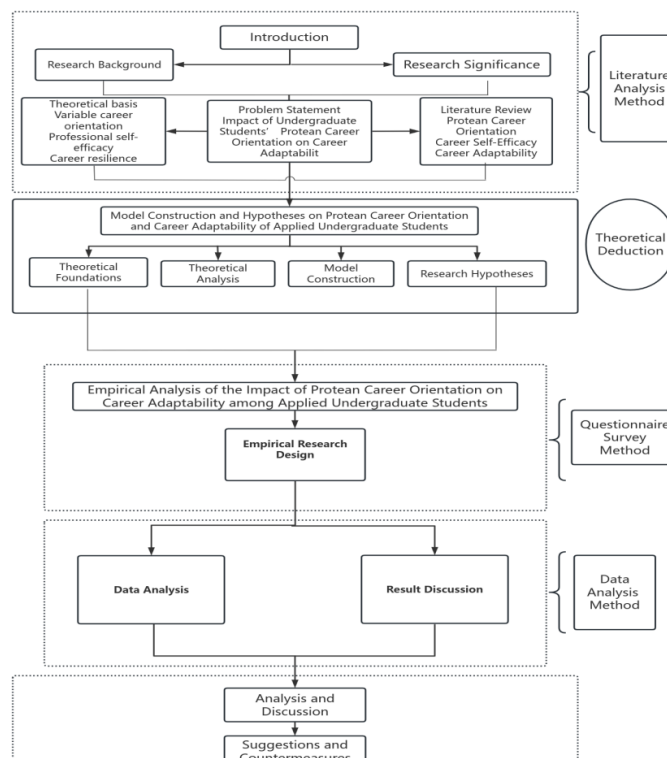 Introduction
Research Background
Research Significance
Literature
Analysis
Method
Theoretical basis
Variable career
orientation
Professional self-
efficacy
Career resilience
Problem Statement
Impact of Undergraduate
Students' Protean Career
Orientation on Career
Adaptabilit
Literature Review
Protean Career
Orientation
Career Self-Efficacy
Career Adaptability
Model Construction and Hypotheses on Protean Career Orientation
and Career Adaptability of Applied Undergraduate Students
Theoretical
Deduction
Theoretical
Foundations
Theoretical
Analysis
Model
Construction
Research Hypotheses
Empirical Analysis of the Impact of Protean Career Orientation on
Career Adaptability among Applied Undergraduate Students
Questionnaire
Survey
Method
Empirical Research
Design
Data Analysis
Result Discussion
Data
Analysis
Method
Analysis and
Discussion
Suggestions and
Countermeasures